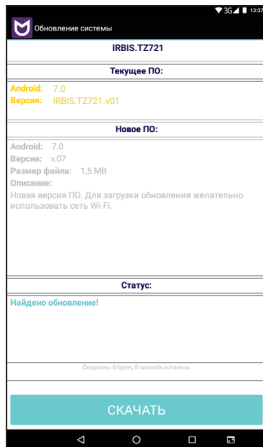 3G 13:37
Обновление системы
IRBIS.TZ721
Текущее ПО:
Android: 7.0
Версия: IRBIS.TZ721.v01
Новое ПО:
Android: 7.0
Версия: v.07
Размер файла: 1,5 MB
Описание:
Новая версия ПО. Для загрузки обновления желательно
использовать сеть Wi-Fi.
Статус:
Найдено обновление!
Скорость: 0 bytes, 0 seconds осталось.
СКАЧАТЬ